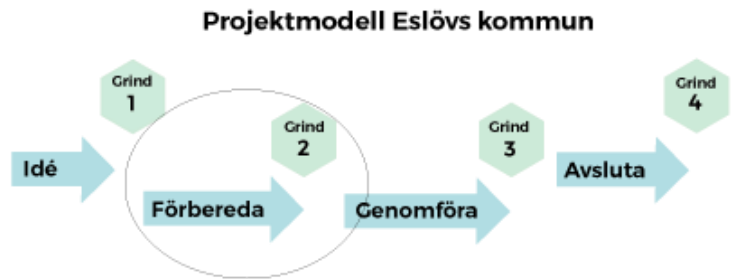 Projektmodell Eslövs kommun
Grind
1
Grind
2
Grind
3
Grind
4
Idé
Förbereda
Genomföra
Avsluta